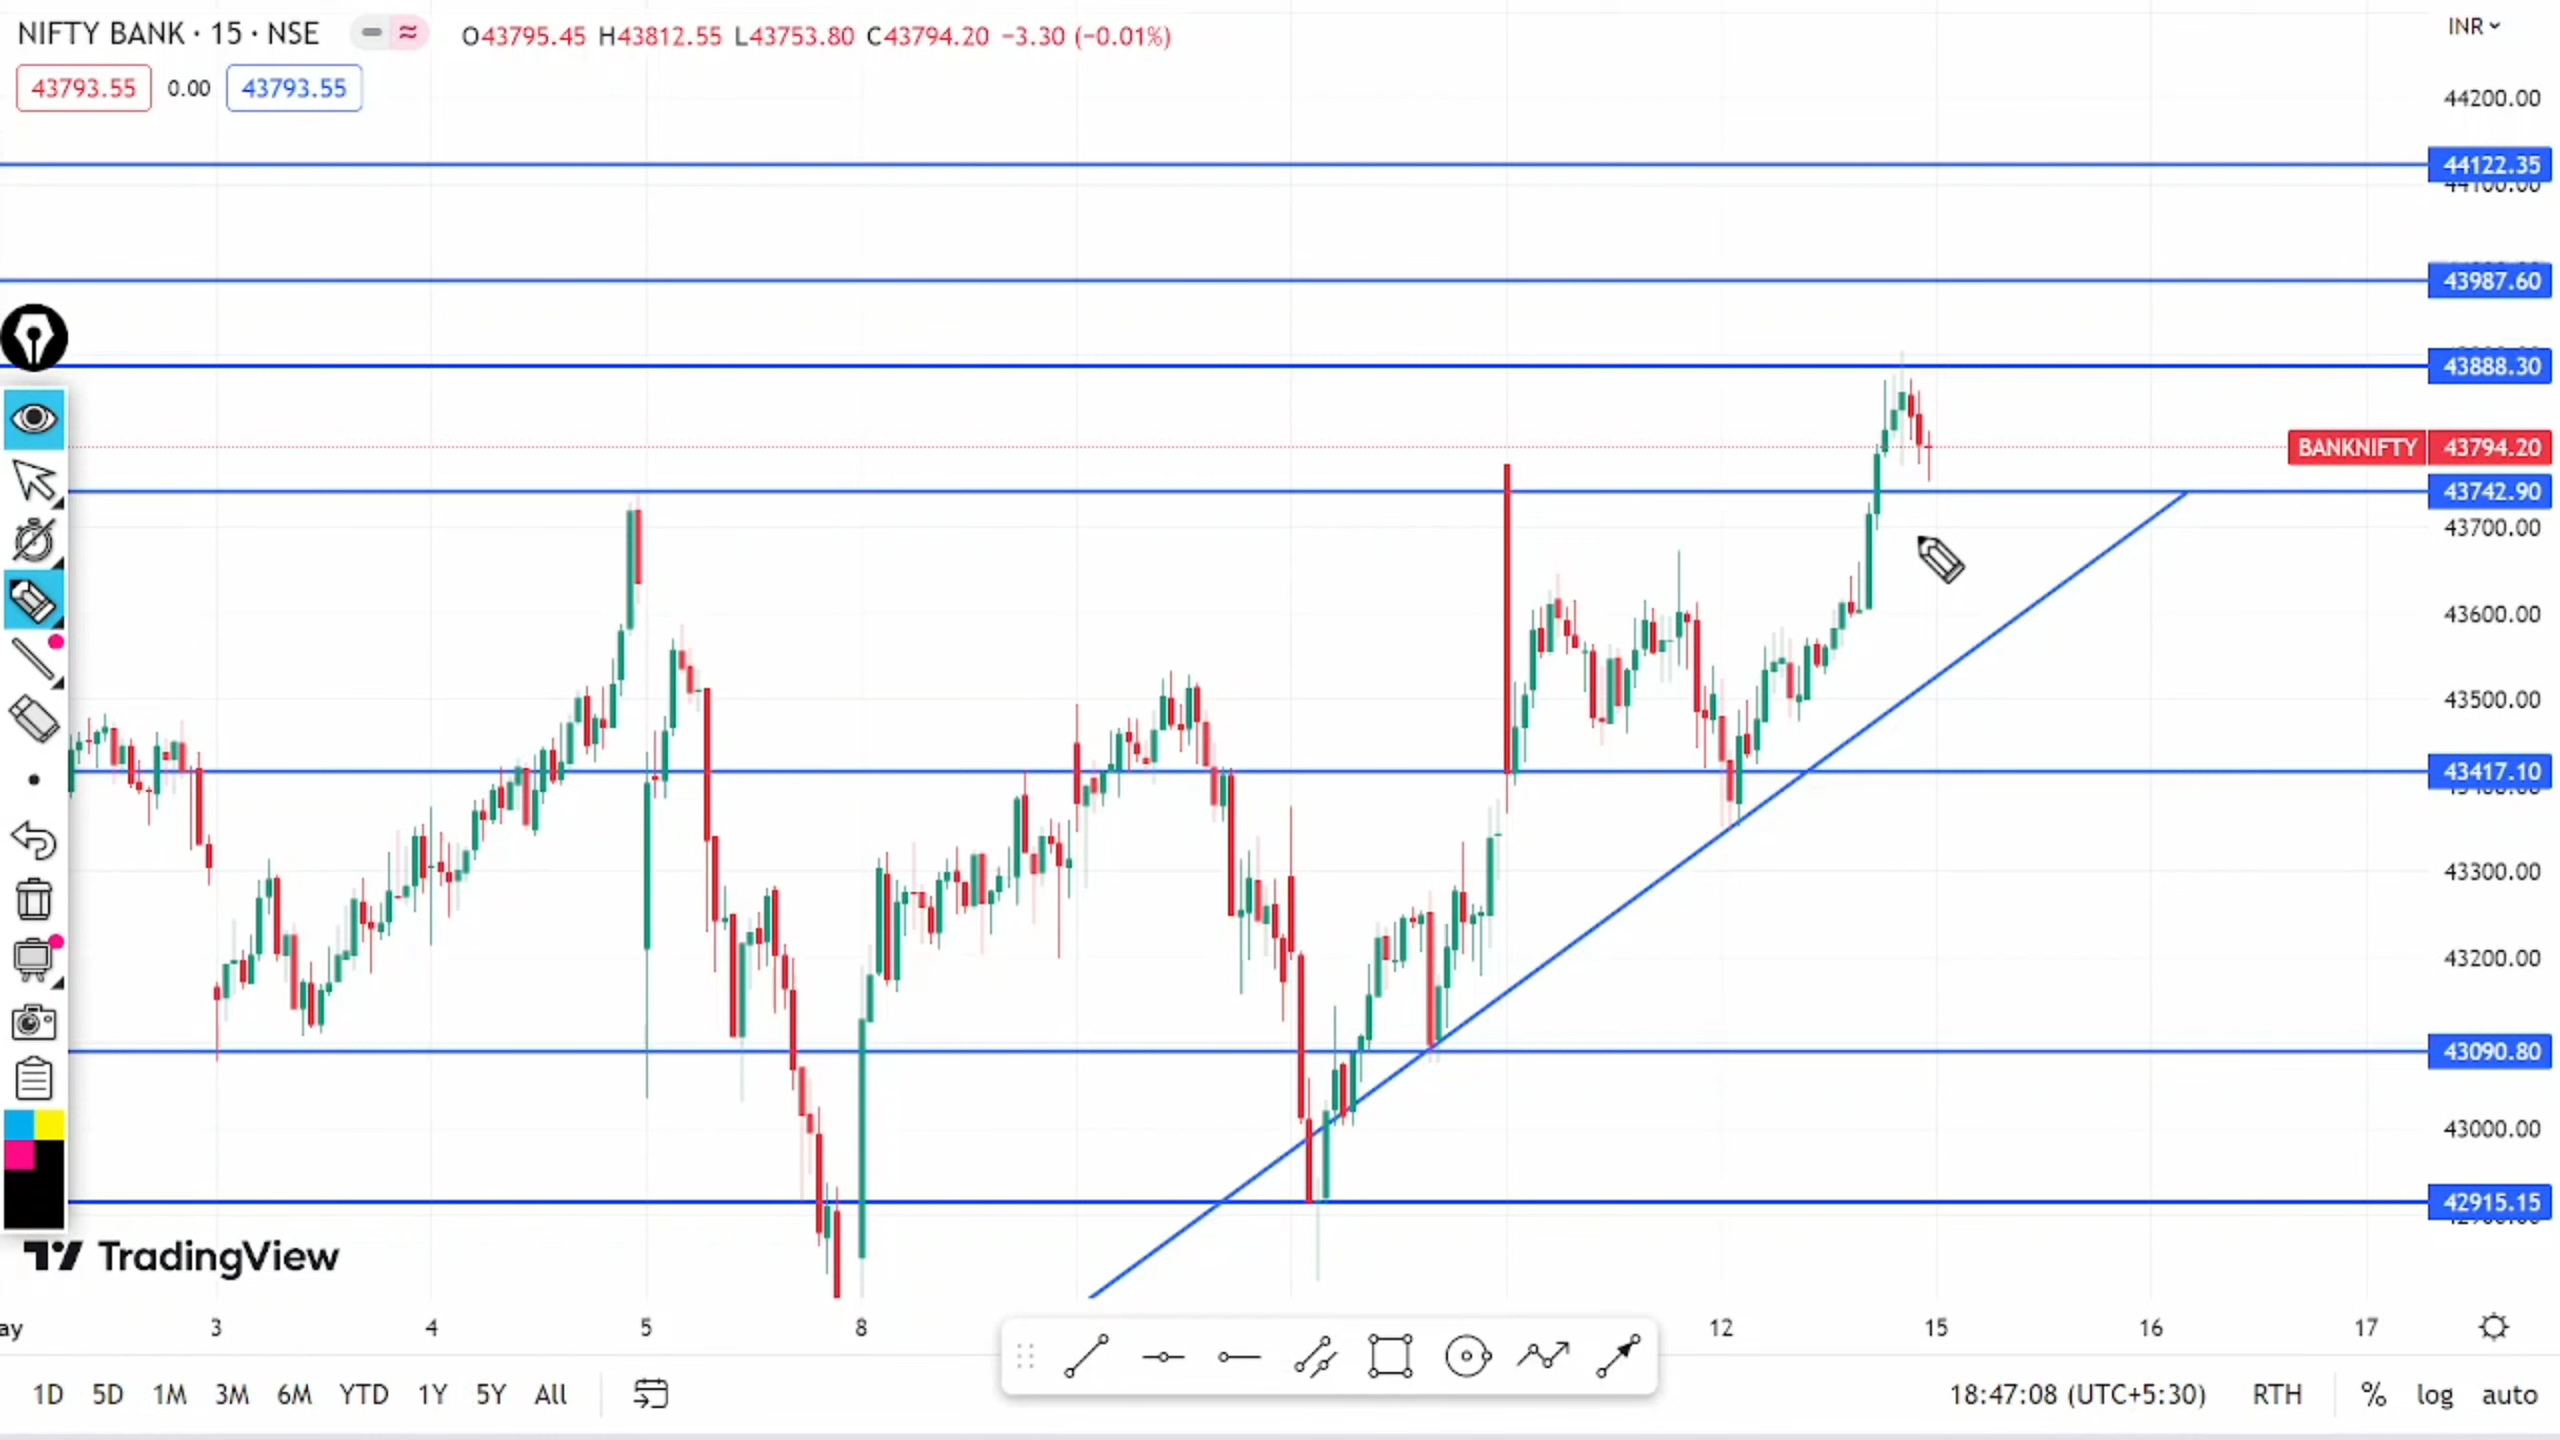 NIFTY BANK · 15 · NSE O43795.45 H43812.55 L43753.80 C43794.20 −3.30 (−0.01%) INR
43793.55 0.00 43793.55
44200.00
44122.35
43987.60
43888.30
BANKNIFTY 43794.20
43742.90
43700.00
43600.00
43500.00
43417.10
43300.00
43200.00
43090.80
43000.00
42915.15
TradingView
ay 3 4 5 8 12 15 16 17
1D 5D 1M 3M 6M YTD 1Y 5Y All 18:47:08 (UTC+5:30) RTH % log auto